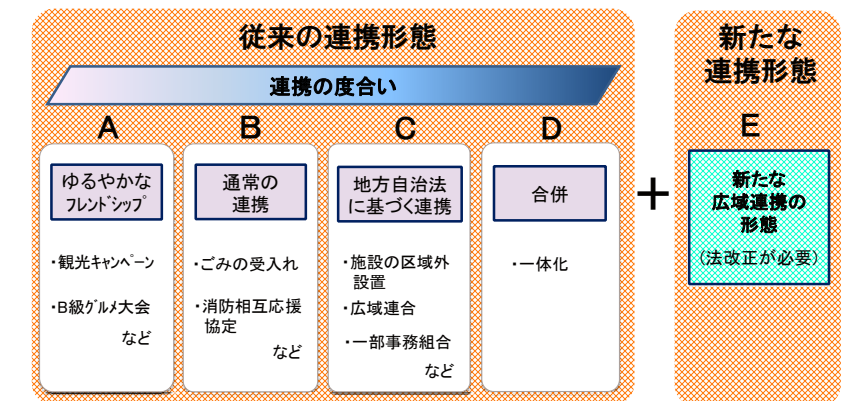 従来の連携形態
連携の度合い
A
ゆるやかな
ﾌﾚﾝﾄﾞｼｯﾌﾟ
・観光ｷｬﾝﾍﾟｰﾝ
・B級ｸﾞﾙﾒ大会
など
B
通常の
連携
・ごみの受入れ
・消防相互応援
協定
など
C
地方自治法
に基づく連携
・施設の区域外
設置
・広域連合
・一部事務組合
など
D
合併
・一体化
＋
新たな
連携形態
E
新たな
広域連携の
形態
(法改正が必要)